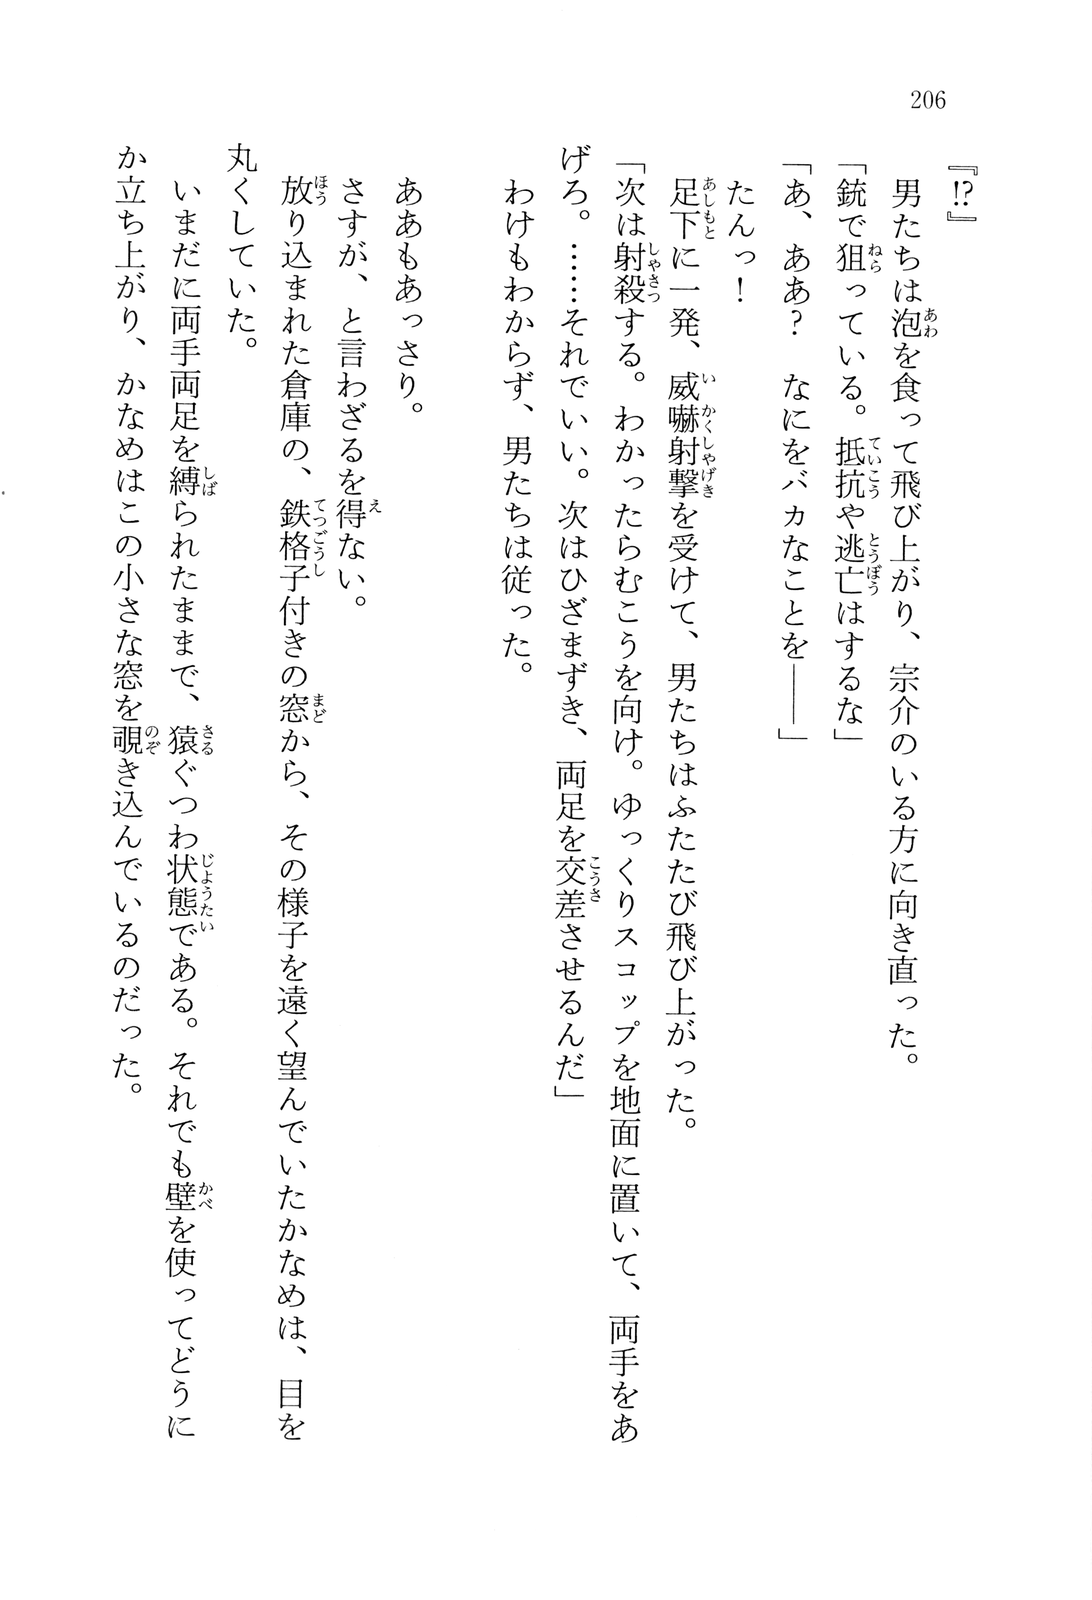 206
『!?』
男たちは泡を食って飛び上がり、宗介のいる方に向き直った。
「銃で狙っている。抵抗や逃亡はするな」
「あ、ああ？　なにをバカなことを――」
たんっ！
足下に一発、威嚇射撃を受けて、男たちはふたたび飛び上がった。
「次は射殺する。わかったらむこうを向け。ゆっくりスコップを地面に置いて、両手をあ
げろ。……それでいい。次はひざまずき、両足を交差させるんだ」
わけもわからず、男たちは従った。
ああもあっさり。
さすが、と言わざるを得ない。
放り込まれた倉庫の、鉄格子付きの窓から、その様子を遠く望んでいたかなめは、目を
丸くしていた。
いまだに両手両足を縛られたままで、猿ぐつわ状態である。それでも壁を使ってどうに
か立ち上がり、かなめはこの小さな窓を覗き込んでいるのだった。